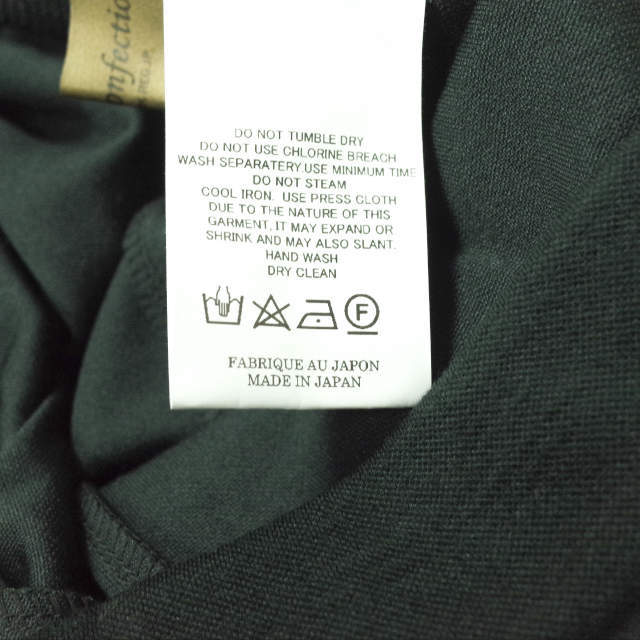 onfectio
DO NOT TUMBLE DRY
DO NOT USE CHLORINE BREACH
WASH SEPARATERY.USE MINIMUM TIME
DO NOT STEAM
COOL IRON. USE PRESS CLOTH
DUE TO THE NATURE OF THIS
GARMENT, IT MAY EXPAND OR
SHRINK AND MAY ALSO SLANT.
HAND WASH
DRY CLEAN
F
FABRIQUE AU JAPON
MADE IN JAPAN